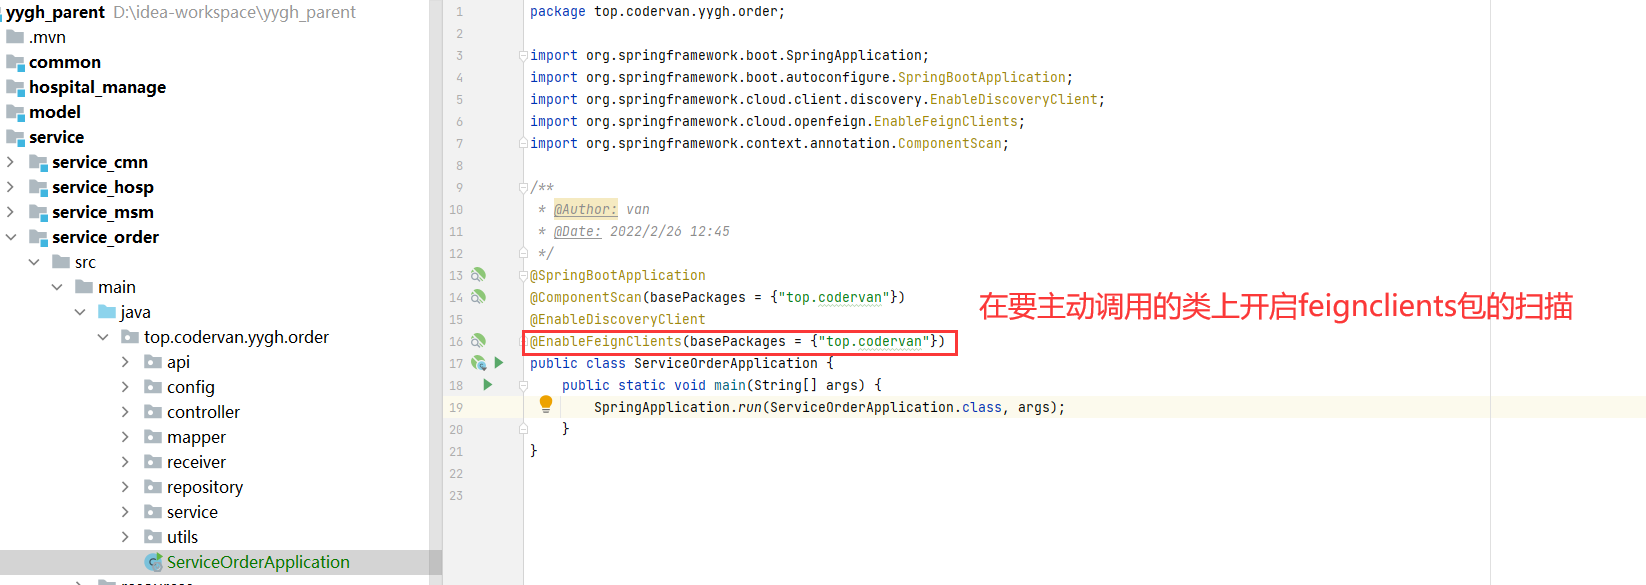 yygh_parent D:\idea-workspace\yygh_parent
.mvn
common
hospital_manage
model
service
service_cmn
service_hosp
service_msm
service_order
src
main
java
top.codervan.yygh.order
api
config
controller
mapper
receiver
repository
service
utils
ServiceOrderApplication
1 package top.codervan.yygh.order;
2
3 import org.springframework.boot.SpringApplication;
4 import org.springframework.boot.autoconfigure.SpringBootApplication;
5 import org.springframework.cloud.client.discovery.EnableDiscoveryClient;
6 import org.springframework.cloud.openfeign.EnableFeignClients;
7 import org.springframework.context.annotation.ComponentScan;
8
9 /**
10 * @Author: van
11 * @Date: 2022/2/26 12:45
12 */
13 @SpringBootApplication
14 @ComponentScan(basePackages = {"top.codervan"})
15 @EnableDiscoveryClient
16 @EnableFeignClients(basePackages = {"top.codervan"})
17 public class ServiceOrderApplication {
18 public static void main(String[] args) {
19 SpringApplication.run(ServiceOrderApplication.class, args);
20 }
21 }
22
23
在要主动调用的类上开启feignclients包的扫描